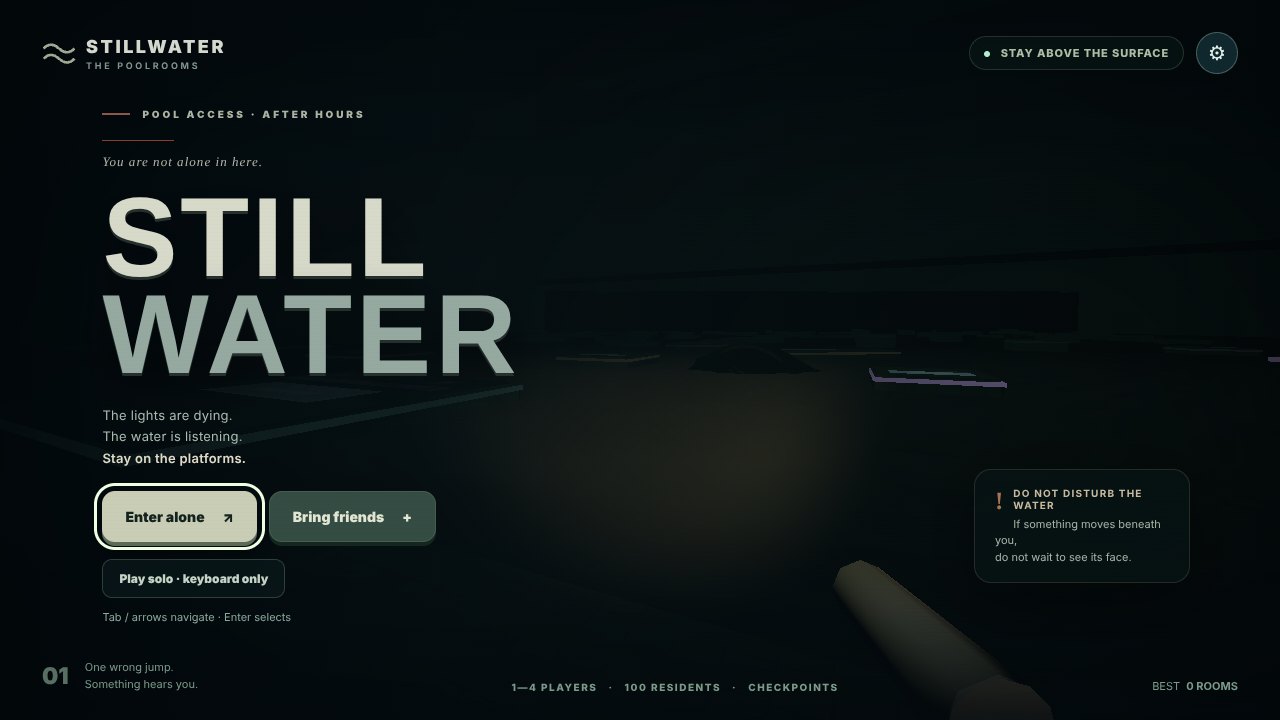 STILLWATER
THE POOLROOMS
STAY ABOVE THE SURFACE
POOL ACCESS · AFTER HOURS
You are not alone in here.
STILL
WATER
The lights are dying.
The water is listening.
Stay on the platforms.
Enter alone ↗
Bring friends +
Play solo · keyboard only
Tab / arrows navigate · Enter selects
! DO NOT DISTURB THE
WATER
If something moves beneath
you,
do not wait to see its face.
01
One wrong jump.
Something hears you.
1—4 PLAYERS · 100 RESIDENTS · CHECKPOINTS
BEST 0 ROOMS